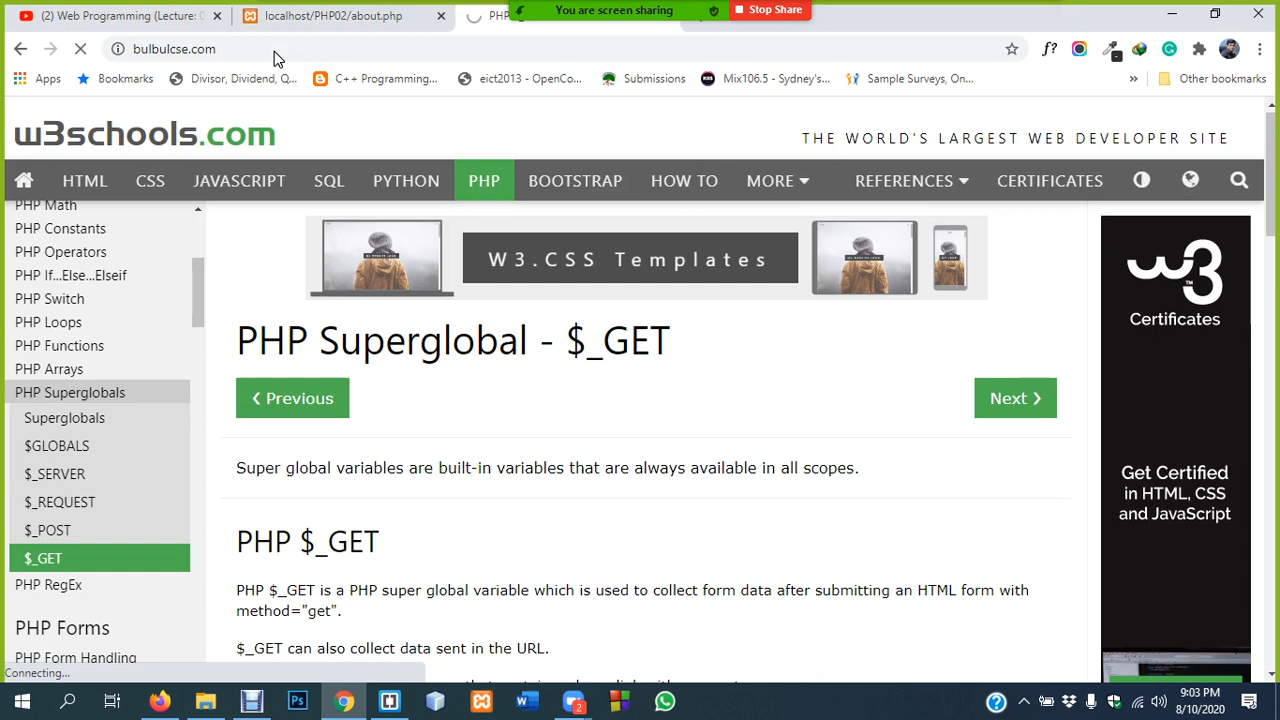 You are screen sharing
Stop Share
(2) Web Programming (Lecture:
localhost/PHP02/about.php
bulbulcse.com
f?
Apps
Bookmarks
Divisor, Dividend, Q...
C++ Programming...
eict2013 - OpenCo...
Submissions
Mix106.5 - Sydney's...
Sample Surveys, On...
»
Other bookmarks
w3schools.com
THE WORLD'S LARGEST WEB DEVELOPER SITE
HTML
CSS
JAVASCRIPT
SQL
PYTHON
PHP
BOOTSTRAP
HOW TO
MORE
REFERENCES
CERTIFICATES
PHP Math
PHP Constants
PHP Operators
PHP If...Else...Elseif
PHP Switch
PHP Loops
PHP Functions
PHP Arrays
PHP Superglobals
Superglobals
$GLOBALS
$_SERVER
$_REQUEST
$_POST
$_GET
PHP RegEx
PHP Forms
PHP Form Handling
W3.CSS Templates
PHP Superglobal - $_GET
❮ Previous
Next ❯
Super global variables are built-in variables that are always available in all scopes.
PHP $_GET
PHP $_GET is a PHP super global variable which is used to collect form data after submitting an HTML form with
method="get".
$_GET can also collect data sent in the URL.
w3
Certificates
Get Certified
in HTML, CSS
and JavaScript
Connecting...
Ps
2
9:03 PM
8/10/2020